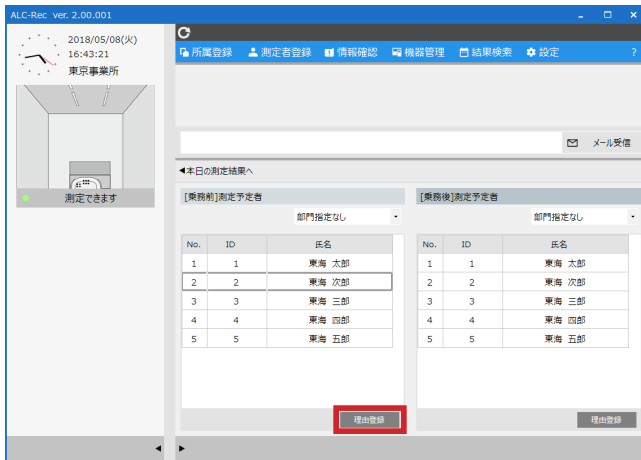 ALC-Rec ver. 2.00.001
2018/05/08(火)
16:43:21
東京事業所
測定できます
所属登録 測定者登録 情報確認 機器管理 結果検索 設定 ?
メール受信
◀本日の測定結果へ
[乗務前]測定予定者
部門指定なし
No. ID 氏名
1 1 東海 太郎
2 2 東海 次郎
3 3 東海 三郎
4 4 東海 四郎
5 5 東海 五郎
理由登録
[乗務後]測定予定者
部門指定なし
No. ID 氏名
1 1 東海 太郎
2 2 東海 次郎
3 3 東海 三郎
4 4 東海 四郎
5 5 東海 五郎
理由登録